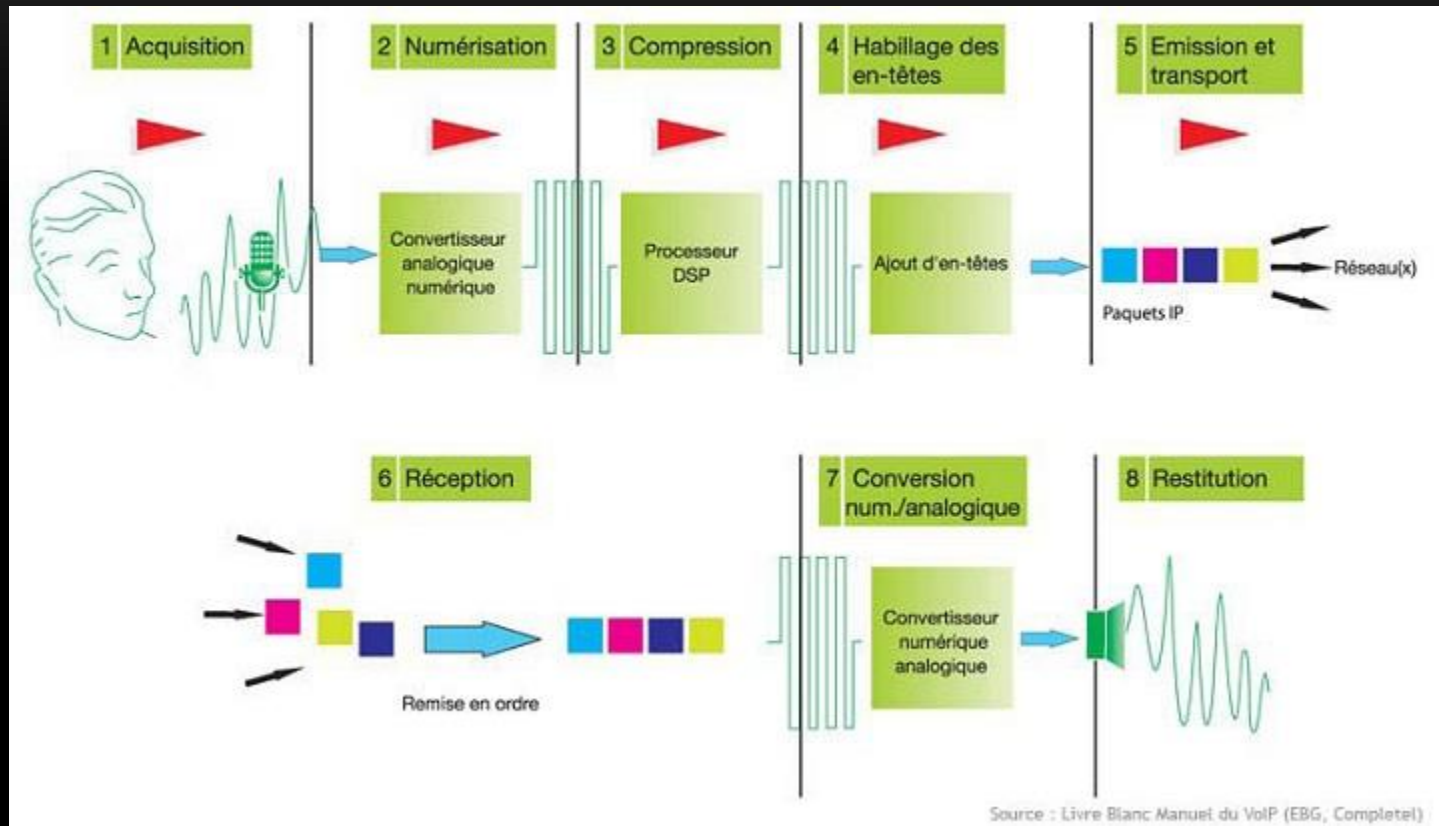 1 Acquisition
2 Numérisation
3 Compression
4 Habillage des
en-têtes
5 Emission et
transport
Convertisseur
analogique
numérique
Processeur
DSP
Ajout d'en-têtes
Réseau(x)
Paquets IP
6 Réception
7 Conversion
num./analogique
8 Restitution
Remise en ordre
Convertisseur
numérique
analogique
Source : Livre Blanc Manuel du VoIP (EBG, Completel)